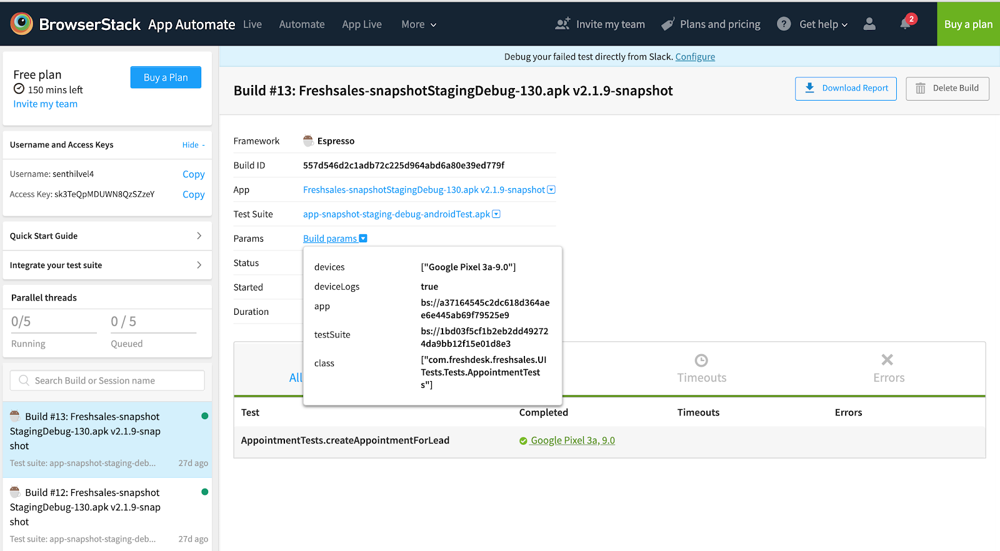 BrowserStack App Automate Live Automate App Live More Invite my team Plans and pricing ? Get help 2 Buy a plan
Debug your failed test directly from Slack. Configure
Free plan
150 mins left
Invite my team
Buy a Plan
Username and Access Keys Hide -
Username: senthilvel4 Copy
Access Key: sk3TeQpMDUWN8QzSZzeY Copy
Quick Start Guide
Integrate your test suite
Parallel threads
0/5 0 / 5
Running Queued
Search Build or Session name
Build #13: Freshsales-snapshot
StagingDebug-130.apk v2.1.9-snap
shot
Test suite: app-snapshot-staging-deb... 27d ago
Build #12: Freshsales-snapshot
StagingDebug-130.apk v2.1.9-snap
shot
Test suite: app-snapshot-staging-deb... 27d ago
Build #13: Freshsales-snapshotStagingDebug-130.apk v2.1.9-snapshot
Download Report Delete Build
Framework Espresso
Build ID 557d546d2c1adb72c225d964abd6a80e39ed779f
App Freshsales-snapshotStagingDebug-130.apk v2.1.9-snapshot
Test Suite app-snapshot-staging-debug-androidTest.apk
Params Build params
Status
Started
Duration
devices ["Google Pixel 3a-9.0"]
deviceLogs true
app bs://a37164545c2dc618d364ae
e6e445ab69f79525e9
testSuite bs://1bd03f5cf1b2eb2dd49272
4da9bb12f15e01d8e3
class ["com.freshdesk.freshsales.UI
Tests.Tests.AppointmentTest
s"]
All Timeouts Errors
Test Completed Timeouts Errors
AppointmentTests.createAppointmentForLead Google Pixel 3a, 9.0